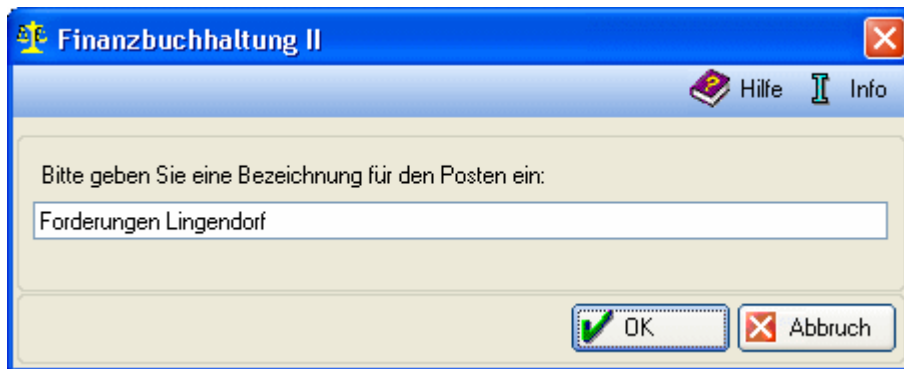 Finanzbuchhaltung II
Hilfe Info
Bitte geben Sie eine Bezeichnung für den Posten ein:
Forderungen Lingendorf
OK Abbruch